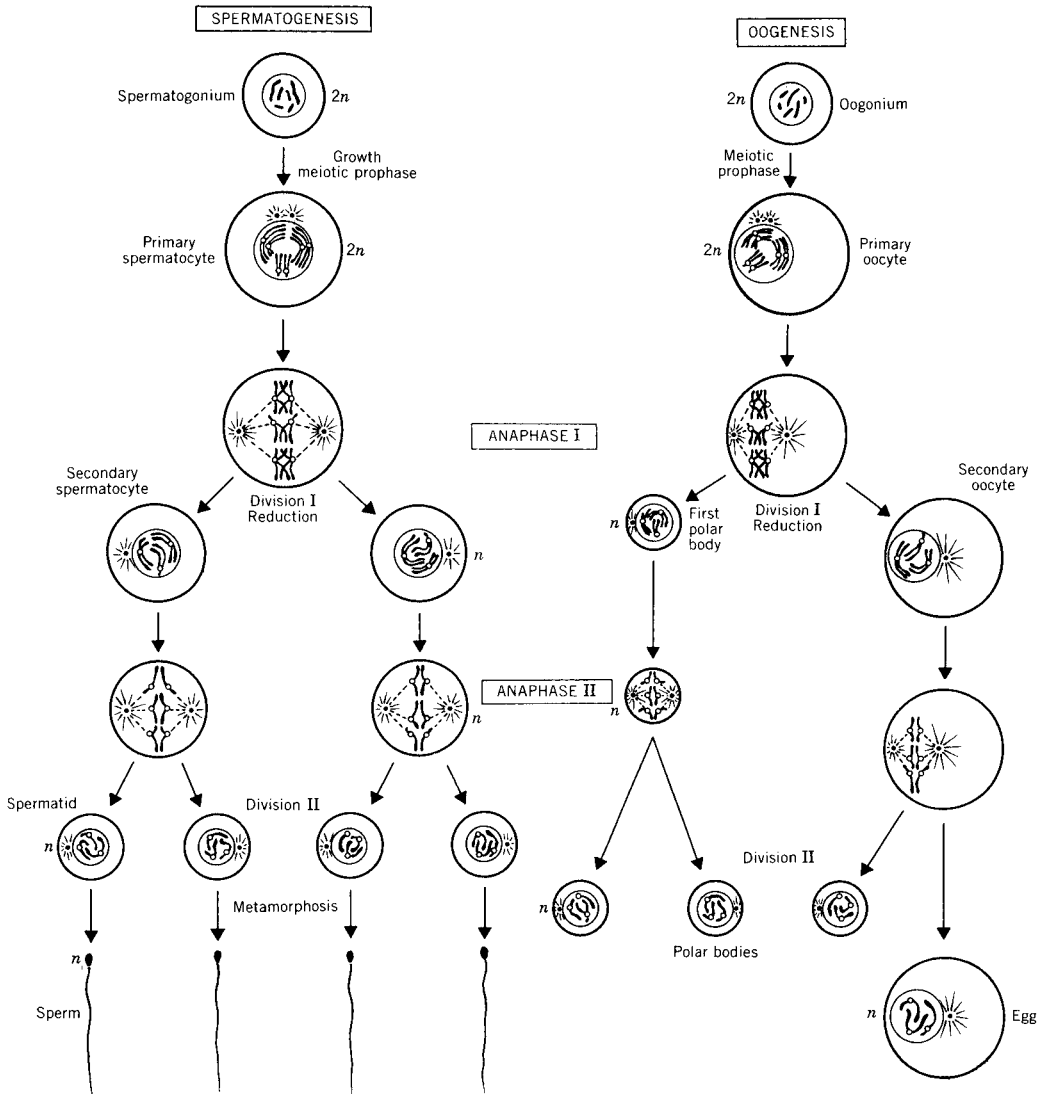 SPERMATOGENESIS
OOGENESIS
Spermatogonium
2n
2n
Oogonium
Growth
meiotic prophase
Meiotic
prophase
Primary
spermatocyte
2n
2n
Primary
oocyte
ANAPHASE I
Secondary
spermatocyte
Division I
Reduction
n
n
First
polar
body
Division I
Reduction
Secondary
oocyte
ANAPHASE II
n
n
Spermatid
n
Division II
Division II
Metamorphosis
n
Polar bodies
n
Sperm
n
Egg